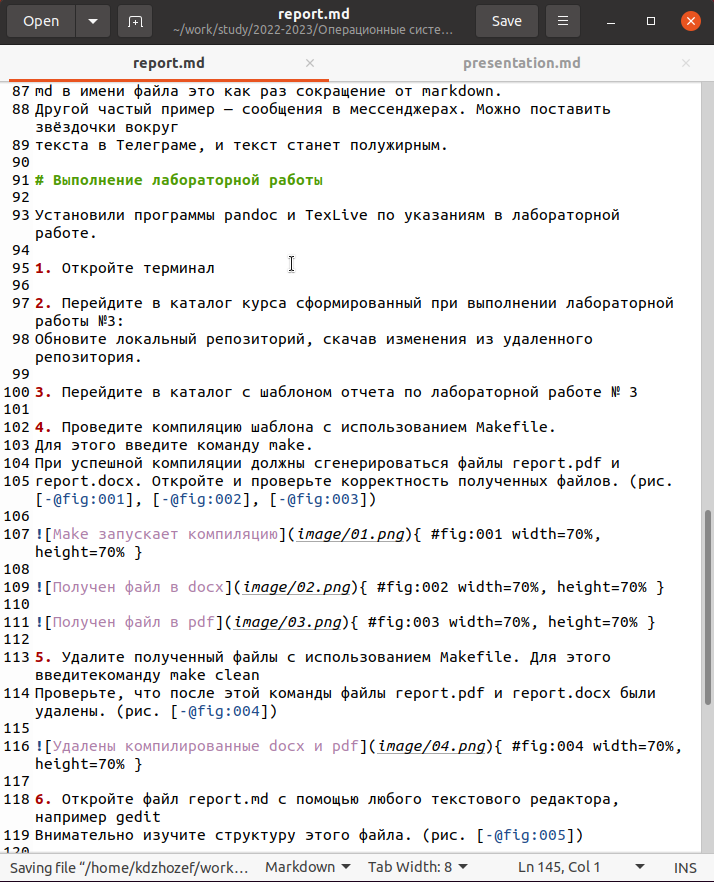 Open
report.md
~/work/study/2022-2023/Операционные систе…
Save
report.md
presentation.md
87 md в имени файла это как раз сокращение от markdown.
88 Другой частый пример — сообщения в мессенджерах. Можно поставить
звёздочки вокруг
89 текста в Телеграме, и текст станет полужирным.
90
91 # Выполнение лабораторной работы
92
93 Установили программы pandoc и TexLive по указаниям в лабораторной
работе.
94
95 1. Откройте терминал
96
97 2. Перейдите в каталог курса сформированный при выполнении лабораторной
работы №3:
98 Обновите локальный репозиторий, скачав изменения из удаленного
репозитория.
99
100 3. Перейдите в каталог с шаблоном отчета по лабораторной работе № 3
101
102 4. Проведите компиляцию шаблона с использованием Makefile.
103 Для этого введите команду make.
104 При успешной компиляции должны сгенерироваться файлы report.pdf и
105 report.docx. Откройте и проверьте корректность полученных файлов. (рис.
[-@fig:001], [-@fig:002], [-@fig:003])
106
107 ![Make запускает компиляцию](image/01.png){ #fig:001 width=70%,
height=70% }
108
109 ![Получен файл в docx](image/02.png){ #fig:002 width=70%, height=70% }
110
111 ![Получен файл в pdf](image/03.png){ #fig:003 width=70%, height=70% }
112
113 5. Удалите полученный файлы с использованием Makefile. Для этого
введитекоманду make clean
114 Проверьте, что после этой команды файлы report.pdf и report.docx были
удалены. (рис. [-@fig:004])
115
116 ![Удалены компилированные docx и pdf](image/04.png){ #fig:004 width=70%,
height=70% }
117
118 6. Откройте файл report.md c помощью любого текстового редактора,
например gedit
119 Внимательно изучите структуру этого файла. (рис. [-@fig:005])
120
Saving file “/home/kdzhozef/work…
Markdown
Tab Width: 8
Ln 145, Col 1
INS